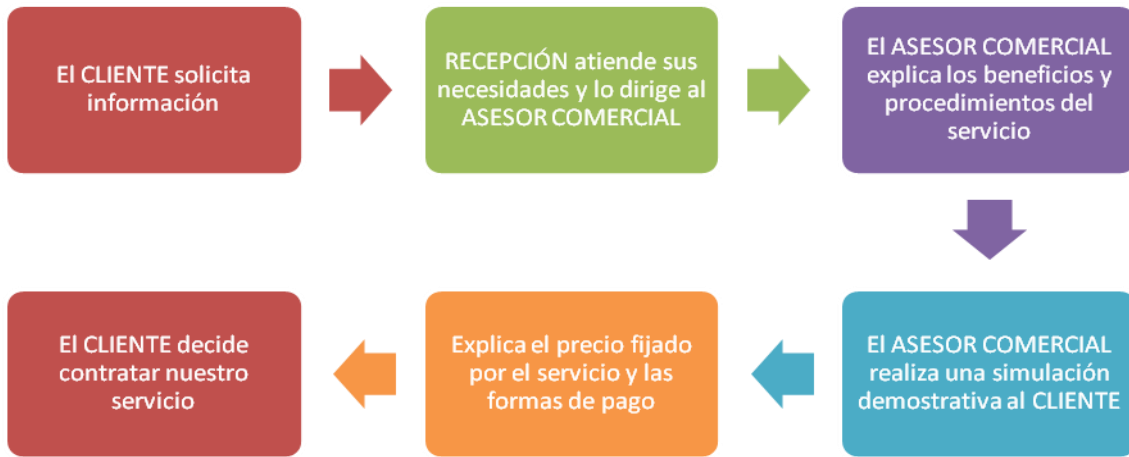 El CLIENTE solicita
información
RECEPCIÓN atiende sus
necesidades y lo dirige al
ASESOR COMERCIAL
El ASESOR COMERCIAL
explica los beneficios y
procedimientos del
servicio
El ASESOR COMERCIAL
realiza una simulación
demostrativa al CLIENTE
Explica el precio fijado
por el servicio y las
formas de pago
El CLIENTE decide
contratar nuestro
servicio